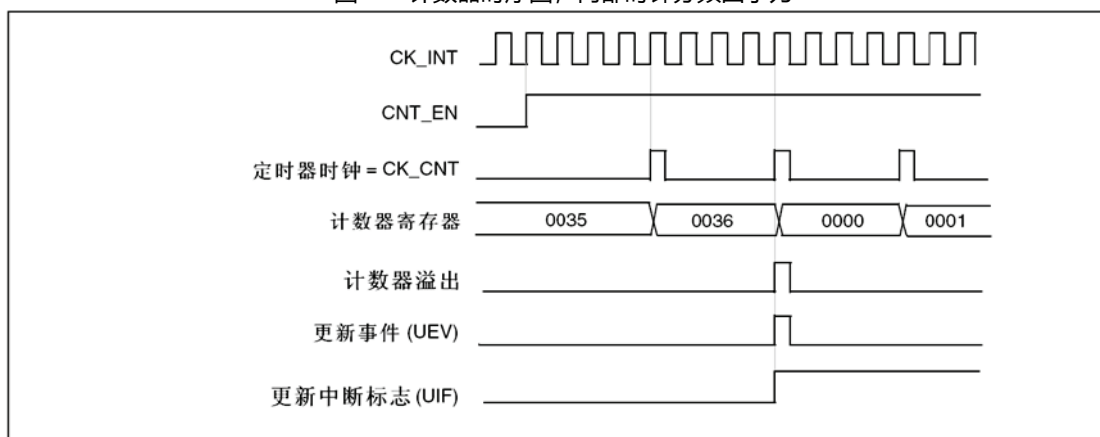 CK_INT
CNT_EN
定时器时钟 = CK_CNT
计数器寄存器 0035 0036 0000 0001
计数器溢出
更新事件 (UEV)
更新中断标志 (UIF)